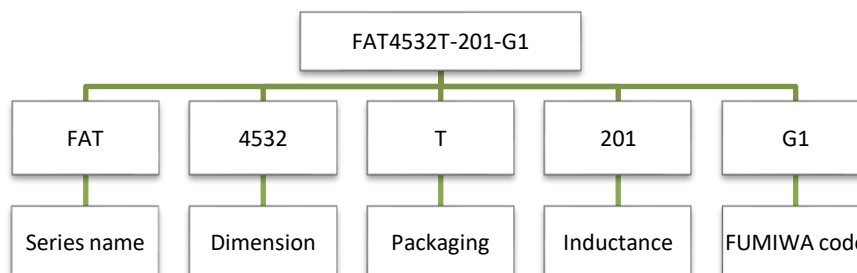 FAT4532T-201-G1
FAT
4532
T
201
G1
Series name
Dimension
Packaging
Inductance
FUMIWA code